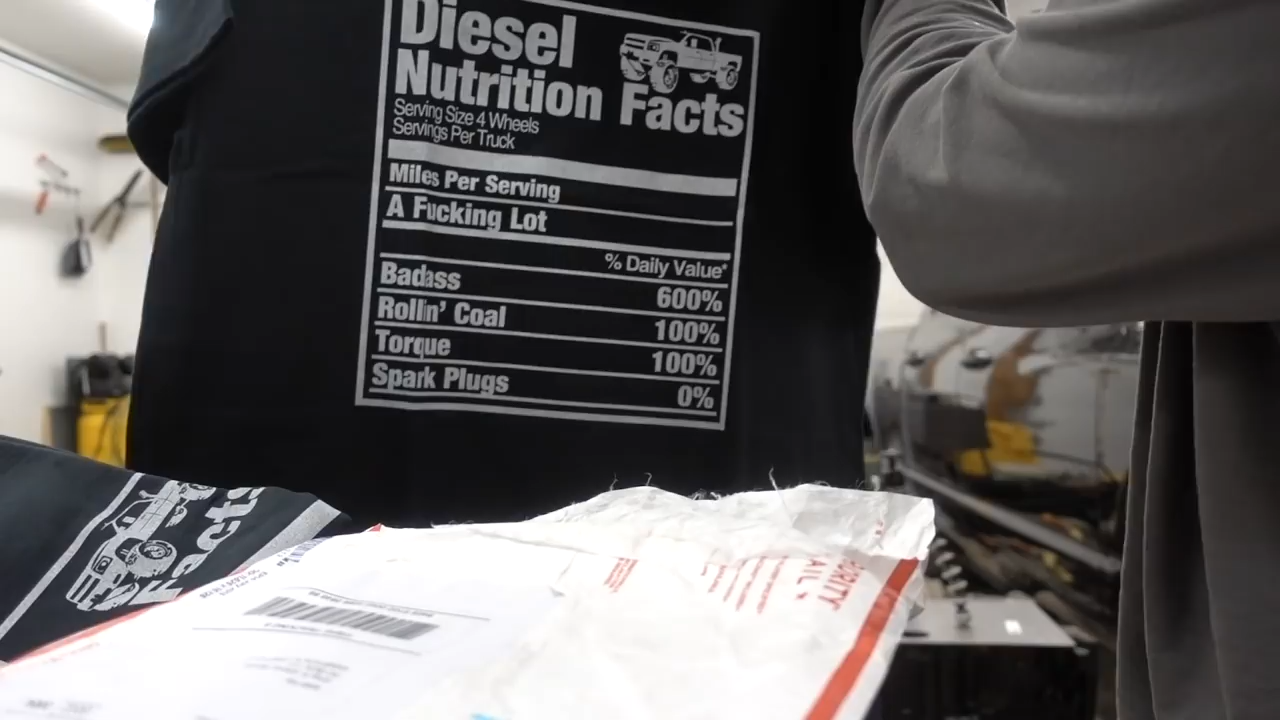 Diesel
Nutrition Facts
Serving Size 4 Wheels
Servings Per Truck
Miles Per Serving
A Fucking Lot
% Daily Value*
Badass 600%
Rollin' Coal 100%
Torque 100%
Spark Plugs 0%
Facts